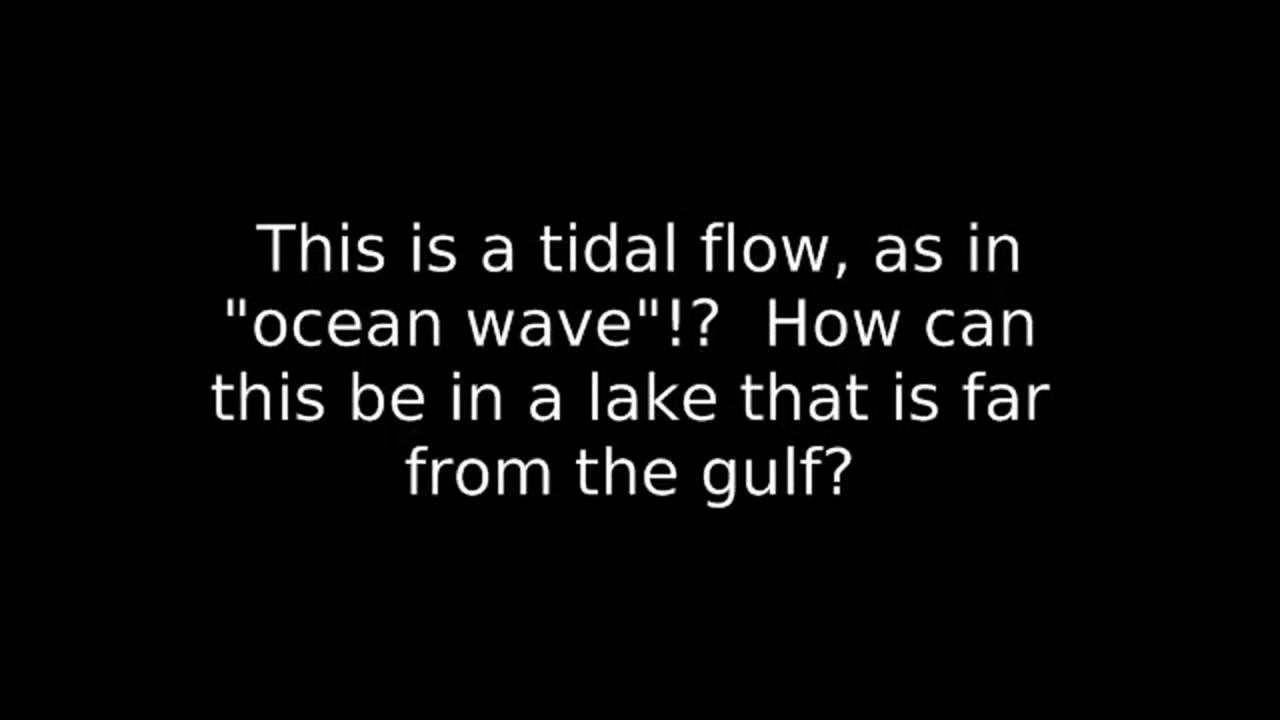 This is a tidal flow, as in
"ocean wave"!?  How can
this be in a lake that is far
from the gulf?